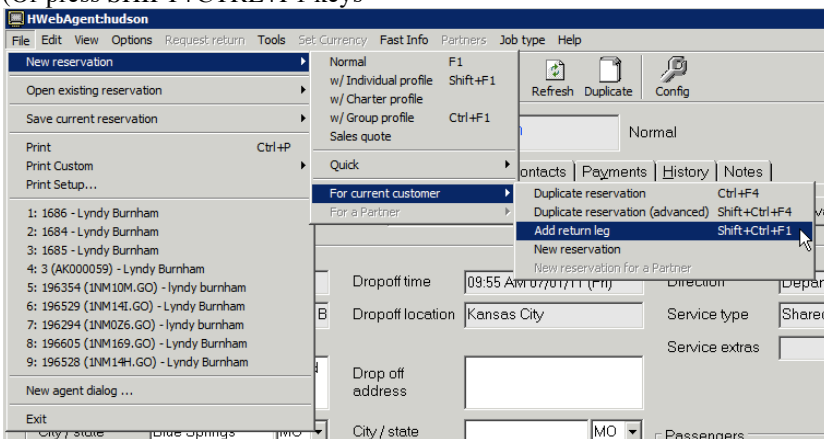 (Or press SHIFT+CTRL+F1 keys
HWebAgent:hudson
File Edit View Options Request return Tools Set Currency Fast Info Partners Job type Help
New reservation
Open existing reservation
Save current reservation
Print Ctrl+P
Print Custom
Print Setup...
1: 1686 - Lyndy Burnham
2: 1684 - Lyndy Burnham
3: 1685 - Lyndy Burnham
4: 3 (AK000059) - Lyndy Burnham
5: 196354 (1NM10M.GO) - lyndy burnham
6: 196529 (1NM14I.GO) - Lyndy Burnham
7: 196294 (1NM0Z6.GO) - lyndy burnham
8: 196605 (1NM169.GO) - Lyndy Burnham
9: 196528 (1NM14H.GO) - Lyndy Burnham
New agent dialog ...
Exit
Normal F1
w/ Individual profile Shift+F1
w/ Charter profile
w/ Group profile Ctrl+F1
Sales quote
Quick
For current customer
For a Partner
Duplicate reservation Ctrl+F4
Duplicate reservation (advanced) Shift+Ctrl+F4
Add return leg Shift+Ctrl+F1
New reservation
New reservation for a Partner
Refresh Duplicate Config
Normal
ontacts Payments History Notes
Dropoff time 09:55 AM 07/01/11 (Fri) Direction Depar
B Dropoff location Kansas City Service type Shared
Service extras
Drop off
address
City / state Blue Springs MO City / state MO Passengers